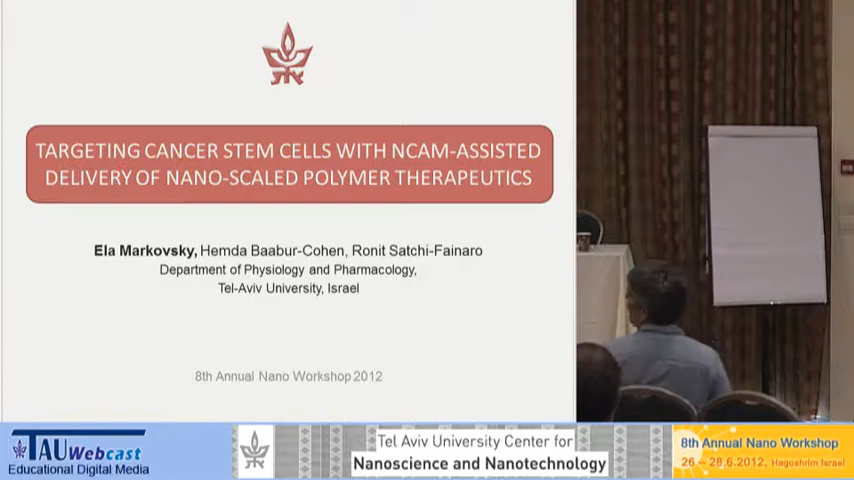 TARGETING CANCER STEM CELLS WITH NCAM-ASSISTED
DELIVERY OF NANO-SCALED POLYMER THERAPEUTICS
Ela Markovsky, Hemda Baabur-Cohen, Ronit Satchi-Fainaro
Department of Physiology and Pharmacology,
Tel-Aviv University, Israel
8th Annual Nano Workshop 2012
TAU Webcast
Educational Digital Media
Tel Aviv University Center for
Nanoscience and Nanotechnology
8th Annual Nano Workshop
26 – 28.6.2012, Hagoshrim Israel